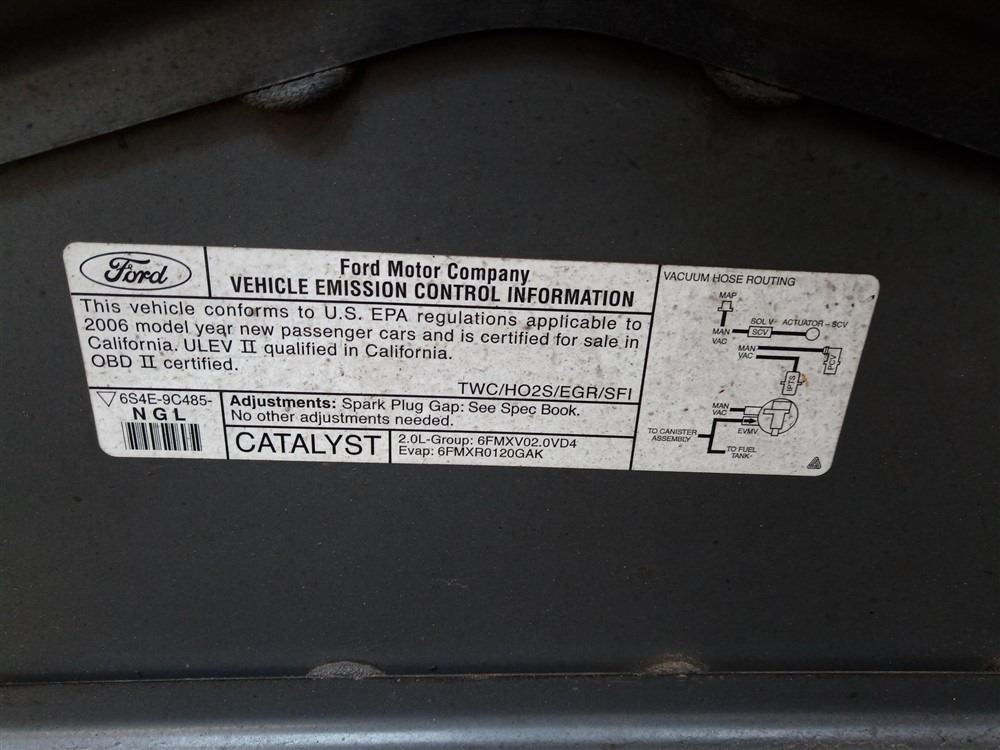 Ford
Ford Motor Company
VEHICLE EMISSION CONTROL INFORMATION
This vehicle conforms to U.S. EPA regulations applicable to
2006 model year new passenger cars and is certified for sale in
California. ULEV II qualified in California.
OBD II certified.
TWC/HO2S/EGR/SFI
6S4E-9C485-
NGL
Adjustments: Spark Plug Gap: See Spec Book.
No other adjustments needed.
CATALYST
2.0L-Group: 6FMXV02.0VD4
Evap: 6FMXR0120GAK
VACUUM HOSE ROUTING
MAP
SOL V- ACTUATOR - SCV
MAN
VAC
SCV
MAN
VAC
PCV
IPTS
MAN
VAC
EVMV
TO CANISTER
ASSEMBLY
TO FUEL
TANK